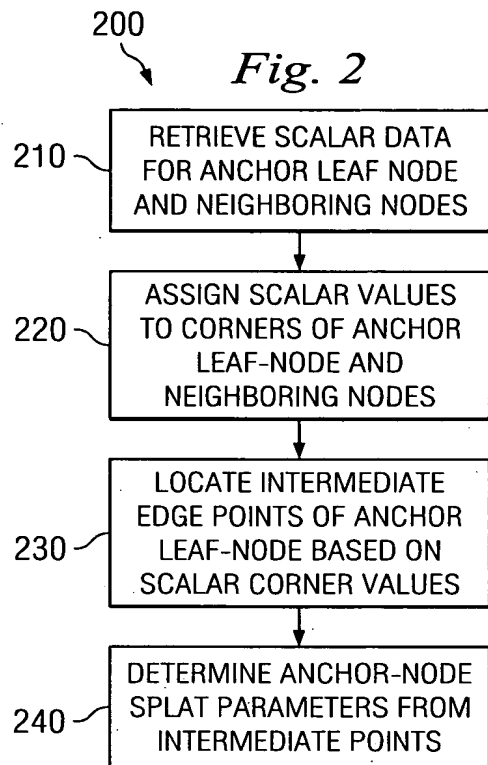 200
Fig. 2
210
RETRIEVE SCALAR DATA
FOR ANCHOR LEAF NODE
AND NEIGHBORING NODES
220
ASSIGN SCALAR VALUES
TO CORNERS OF ANCHOR
LEAF-NODE AND
NEIGHBORING NODES
230
LOCATE INTERMEDIATE
EDGE POINTS OF ANCHOR
LEAF-NODE BASED ON
SCALAR CORNER VALUES
240
DETERMINE ANCHOR-NODE
SPLAT PARAMETERS FROM
INTERMEDIATE POINTS